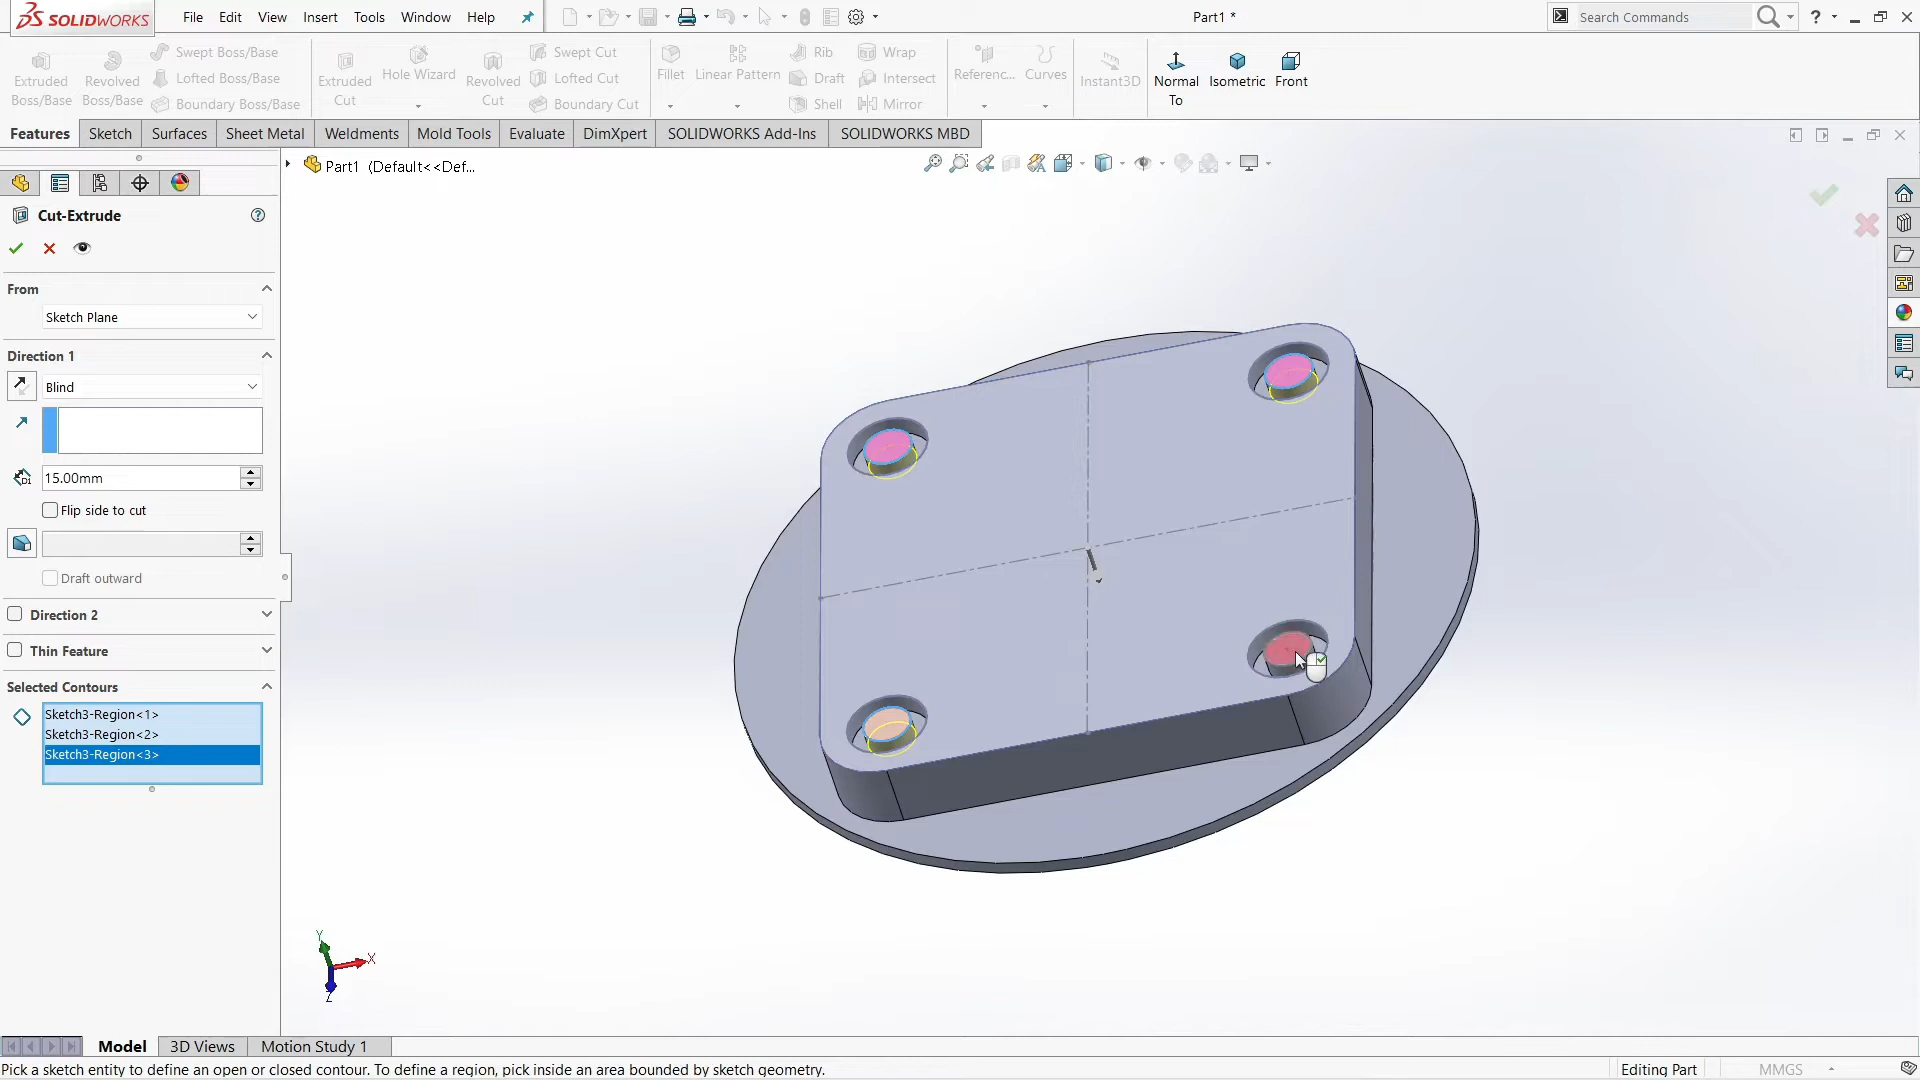 SOLIDWORKS
File Edit View Insert Tools Window Help
Part1 *
Search Commands
?
Extruded Boss/Base
Revolved Boss/Base
Swept Boss/Base
Lofted Boss/Base
Boundary Boss/Base
Extruded Cut
Hole Wizard
Revolved Cut
Swept Cut
Lofted Cut
Boundary Cut
Fillet
Linear Pattern
Rib
Draft
Shell
Wrap
Intersect
Mirror
Referenc...
Curves
Instant3D
Normal To
Isometric
Front
Features Sketch Surfaces Sheet Metal Weldments Mold Tools Evaluate DimXpert SOLIDWORKS Add-Ins SOLIDWORKS MBD
Part1 (Default<<Def...
Cut-Extrude
From
Sketch Plane
Direction 1
Blind
D1
15.00mm
Flip side to cut
Draft outward
Direction 2
Thin Feature
Selected Contours
Sketch3-Region<1>
Sketch3-Region<2>
Sketch3-Region<3>
Y
X
Z
Model 3D Views Motion Study 1
Pick a sketch entity to define an open or closed contour. To define a region, pick inside an area bounded by sketch geometry.
Editing Part
MMGS